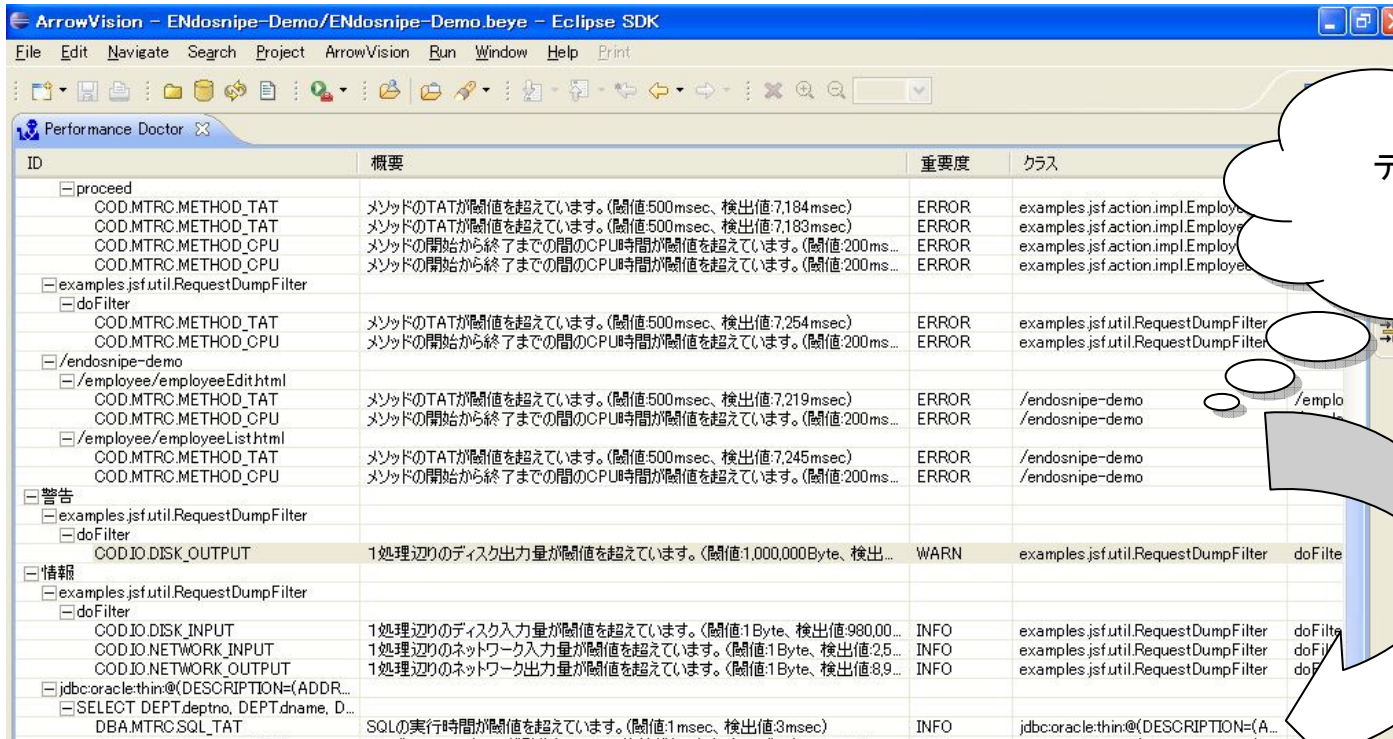 ArrowVision - ENdosnipe-Demo/ENdosnipe-Demo.beye - Eclipse SDK
File Edit Navigate Search Project ArrowVision Run Window Help Print
Performance Doctor
ID 概要 重要度 クラス
テ
proceed
COD.MTRC.METHOD_TAT メソッドのTATが閾値を超えています。(閾値:500msec、検出値:7,184msec) ERROR examples.jsf.action.impl.Employe
COD.MTRC.METHOD_TAT メソッドのTATが閾値を超えています。(閾値:500msec、検出値:7,183msec) ERROR examples.jsf.action.impl.Employe
COD.MTRC.METHOD_CPU メソッドの開始から終了までの間のCPU時間が閾値を超えています。(閾値:200ms... ERROR examples.jsf.action.impl.Employ
COD.MTRC.METHOD_CPU メソッドの開始から終了までの間のCPU時間が閾値を超えています。(閾値:200ms... ERROR examples.jsf.action.impl.Employee
examples.jsf.util.RequestDumpFilter
doFilter
COD.MTRC.METHOD_TAT メソッドのTATが閾値を超えています。(閾値:500msec、検出値:7,254msec) ERROR examples.jsf.util.RequestDumpFilter
COD.MTRC.METHOD_CPU メソッドの開始から終了までの間のCPU時間が閾値を超えています。(閾値:200ms... ERROR examples.jsf.util.RequestDumpFilter
/endosnipe-demo
/employee/employeeEdit.html
COD.MTRC.METHOD_TAT メソッドのTATが閾値を超えています。(閾値:500msec、検出値:7,219msec) ERROR /endosnipe-demo /emplo
COD.MTRC.METHOD_CPU メソッドの開始から終了までの間のCPU時間が閾値を超えています。(閾値:200ms... ERROR /endosnipe-demo
/employee/employeeList.html
COD.MTRC.METHOD_TAT メソッドのTATが閾値を超えています。(閾値:500msec、検出値:7,245msec) ERROR /endosnipe-demo
COD.MTRC.METHOD_CPU メソッドの開始から終了までの間のCPU時間が閾値を超えています。(閾値:200ms... ERROR /endosnipe-demo
警告
examples.jsf.util.RequestDumpFilter
doFilter
COD.IO.DISK_OUTPUT 1処理辺りのディスク出力量が閾値を超えています。(閾値:1,000,000Byte、検出... WARN examples.jsf.util.RequestDumpFilter doFilte
情報
examples.jsf.util.RequestDumpFilter
doFilter
COD.IO.DISK_INPUT 1処理辺りのディスク入力量が閾値を超えています。(閾値:1Byte、検出値:980,00... INFO examples.jsf.util.RequestDumpFilter doFilte
COD.IO.NETWORK_INPUT 1処理辺りのネットワーク入力量が閾値を超えています。(閾値:1Byte、検出値:2,5... INFO examples.jsf.util.RequestDumpFilter doFil
COD.IO.NETWORK_OUTPUT 1処理辺りのネットワーク出力量が閾値を超えています。(閾値:1Byte、検出値:8,9... INFO examples.jsf.util.RequestDumpFilter doF
jdbc:oracle:thin:@(DESCRIPTION=(ADDR...
SELECT DEPT.deptno, DEPT.dname, D...
DBA.MTRC.SQL_TAT SQLの実行時間が閾値を超えています。(閾値:1msec、検出値:3msec) INFO jdbc:oracle:thin:@(DESCRIPTION=(A...